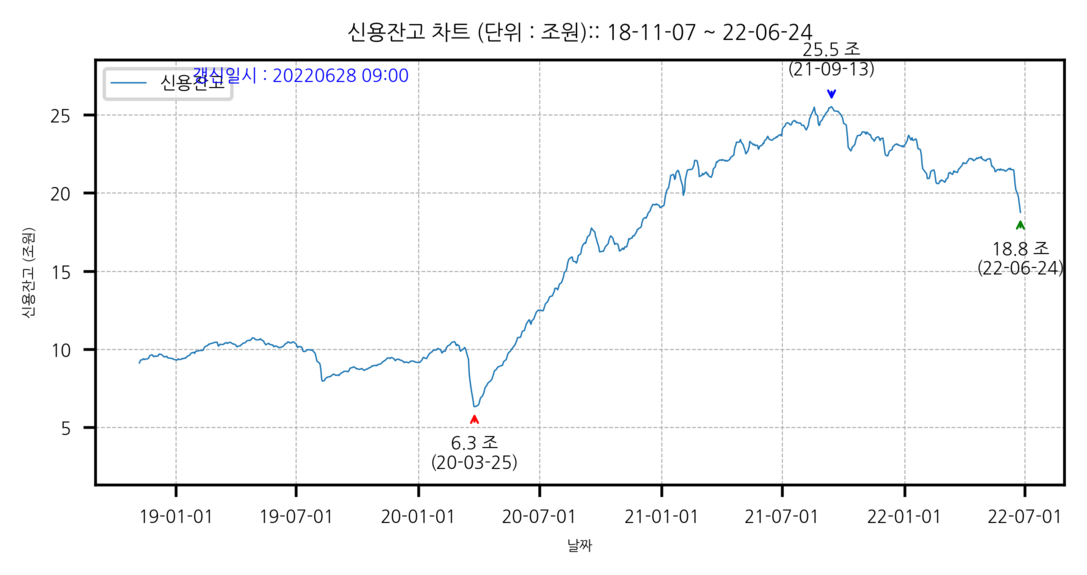 신용잔고 차트 (단위 : 조원):: 18-11-07 ~ 22-06-24
25.5 조
(21-09-13)
갱신일시 : 20220628 09:00
신용잔고
25
20
15
10
5
신용잔고 (조원)
18.8 조
(22-06-24)
6.3 조
(20-03-25)
19-01-01
19-07-01
20-01-01
20-07-01
21-01-01
21-07-01
22-01-01
22-07-01
날짜